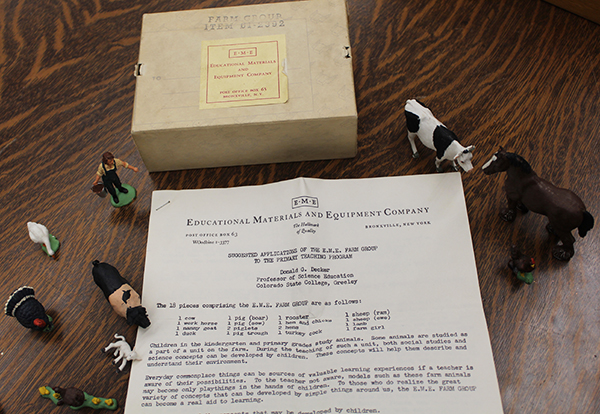 FARM GROUP
E·M·E
EDUCATIONAL MATERIALS
AND
EQUIPMENT COMPANY
POST OFFICE BOX 63
BRONXVILLE, N.Y.
E·M·E
EDUCATIONAL MATERIALS AND EQUIPMENT COMPANY
POST OFFICE BOX 63
The Hallmark
of Quality
BRONXVILLE, NEW YORK
SUGGESTED APPLICATIONS OF THE E.M.E. FARM GROUP
TO THE PRIMARY TEACHING PROGRAM
Donald G. Decker
Professor of Science Education
Colorado State College, Greeley
The 18 pieces comprising the E.M.E. FARM GROUP are as follows:
1 cow 1 pig (boar) 1 rooster 1 sheep (ram)
1 work horse 1 pig (sow) 1 hen and chicks 1 sheep (ewe)
1 nanny goat 2 piglets 2 hens 1 lamb
1 duck 1 pig trough 1 turkey cock 1 farm girl
Children in the kindergarten and primary grades study animals. Some animals are studied as
a part of a unit on the farm. During the teaching of such a unit, both social studies and
science concepts can be developed by children. These concepts will help them describe and
understand their environment.
Everyday commonplace things can be sources of valuable learning experiences if a teacher is
aware of their possibilities. To the teacher not aware, models such as these farm animals
may become only playthings in the hands of children. To those who do realize the great
variety of concepts that can be developed by simple things around us, the E.M.E. FARM GROUP
can become a real aid to learning.
concepts that may be developed by children.